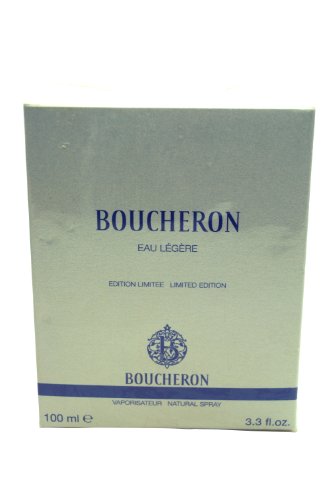 BOUCHERON
EAU LÉGÈRE
EDITION LIMITEE LIMITED EDITION
B
BOUCHERON
VAPORISATEUR NATURAL SPRAY
100 ml ℮ 3.3 fl.oz.